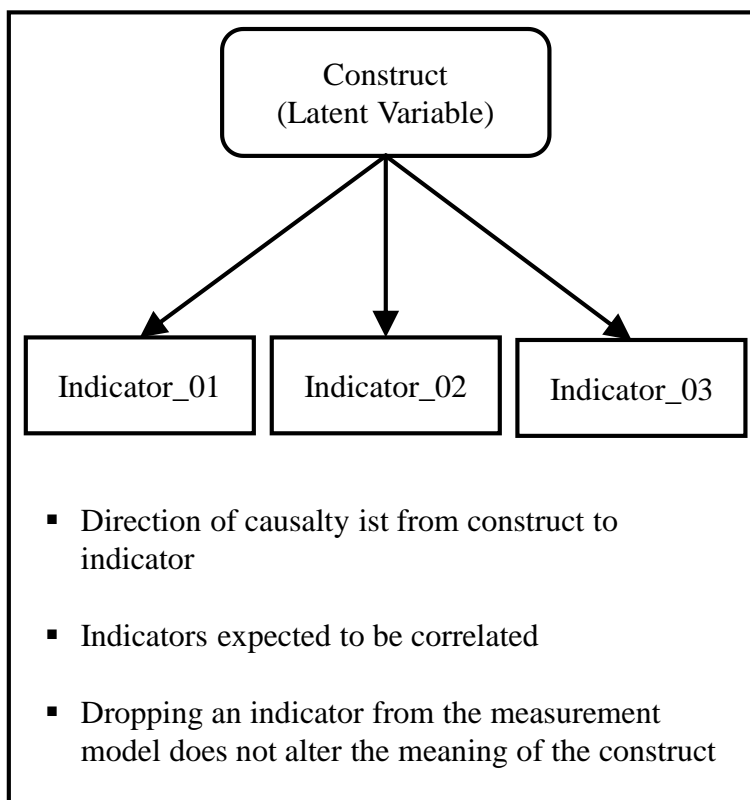 Construct
(Latent Variable)
Indicator_01
Indicator_02
Indicator_03
▪ Direction of causalty ist from construct to
indicator
▪ Indicators expected to be correlated
▪ Dropping an indicator from the measurement
model does not alter the meaning of the construct